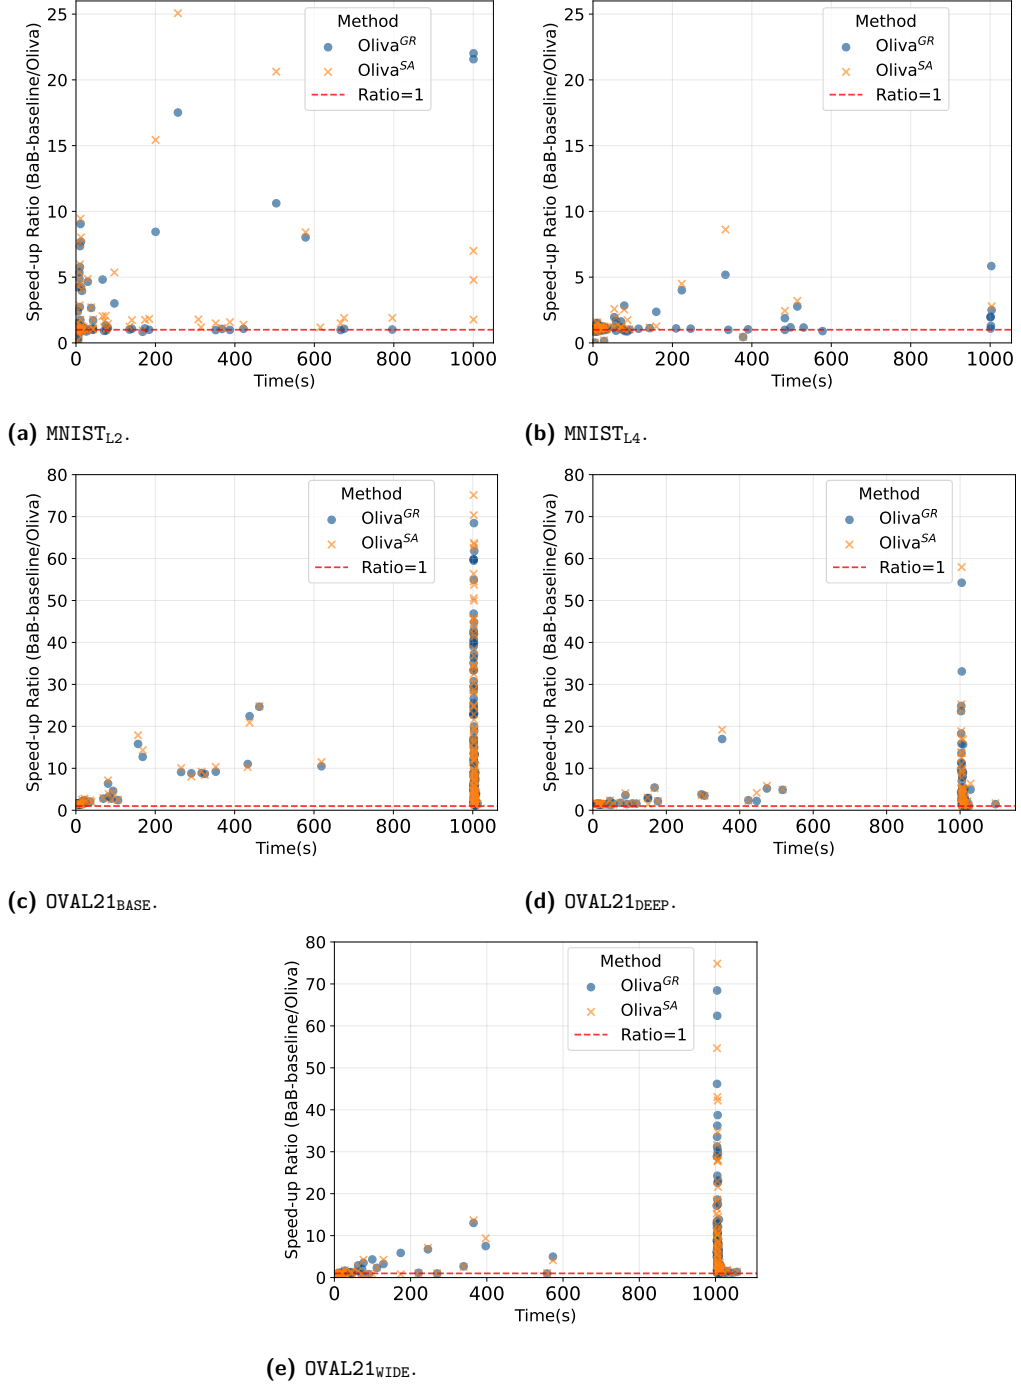 Speed-up Ratio (BaB-baseline/Oliva)
25
20
15
10
5
0
0 200 400 600 800 1000
Time(s)
Method
Oliva^GR
Oliva^SA
Ratio=1
(a) MNIST_L2.
Speed-up Ratio (BaB-baseline/Oliva)
25
20
15
10
5
0
0 200 400 600 800 1000
Time(s)
Method
Oliva^GR
Oliva^SA
Ratio=1
(b) MNIST_L4.
Speed-up Ratio (BaB-baseline/Oliva)
80
70
60
50
40
30
20
10
0
0 200 400 600 800 1000
Time(s)
Method
Oliva^GR
Oliva^SA
Ratio=1
(c) OVAL21_BASE.
Speed-up Ratio (BaB-baseline/Oliva)
80
70
60
50
40
30
20
10
0
0 200 400 600 800 1000
Time(s)
Method
Oliva^GR
Oliva^SA
Ratio=1
(d) OVAL21_DEEP.
Speed-up Ratio (BaB-baseline/Oliva)
80
70
60
50
40
30
20
10
0
0 200 400 600 800 1000
Time(s)
Method
Oliva^GR
Oliva^SA
Ratio=1
(e) OVAL21_WIDE.